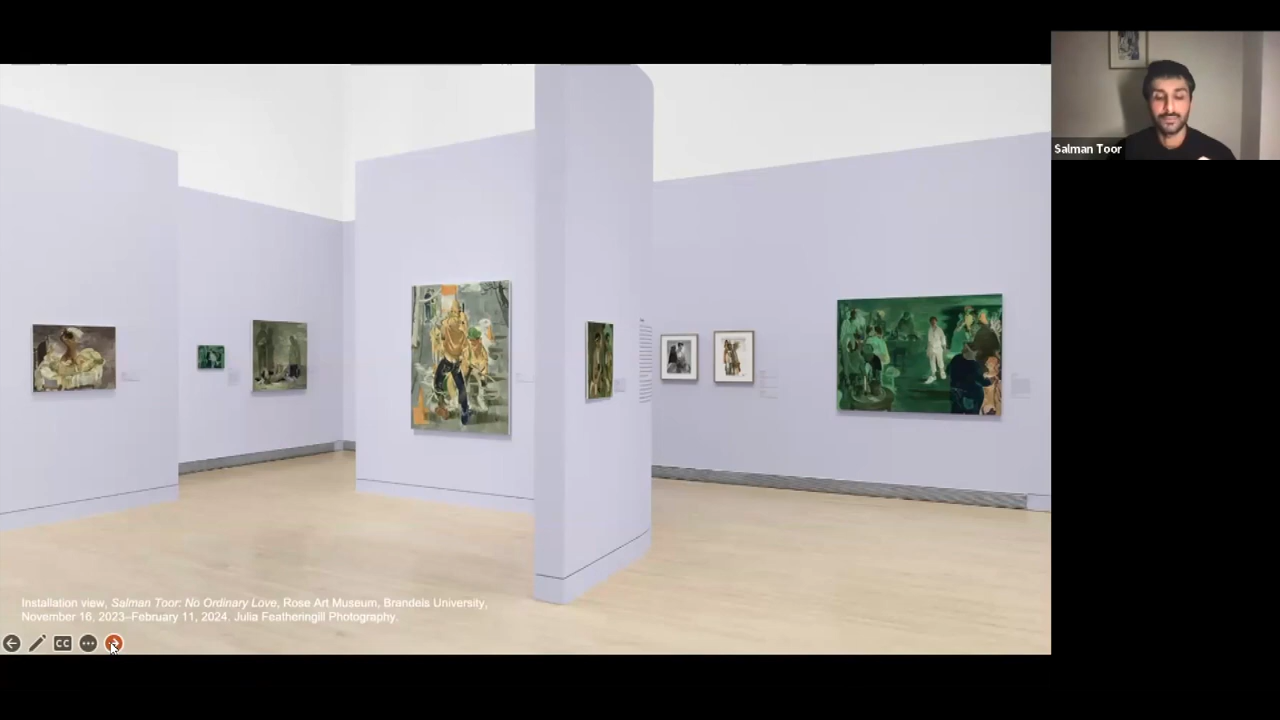 Salman Toor
Installation view, Salman Toor: No Ordinary Love, Rose Art Museum, Brandeis University,
November 16, 2023–February 11, 2024. Julia Featheringill Photography.
CC